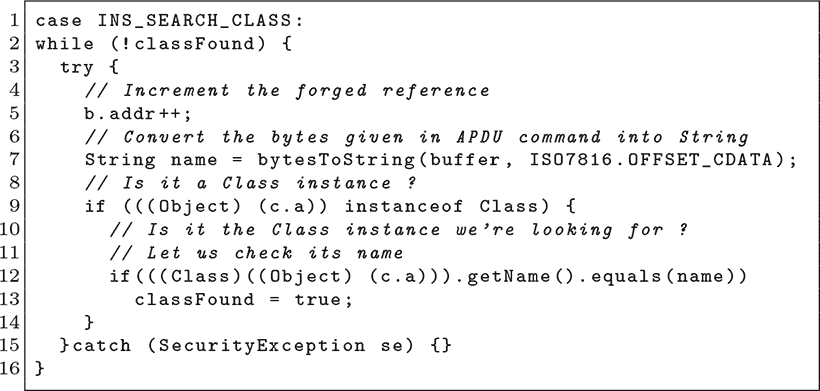 1 case INS_SEARCH_CLASS:
2 while (!classFound) {
3 try {
4 // Increment the forged reference
5 b.addr++;
6 // Convert the bytes given in APDU command into String
7 String name = bytesToString(buffer, ISO7816.OFFSET_CDATA);
8 // Is it a Class instance ?
9 if (((Object) (c.a)) instanceof Class) {
10 // Is it the Class instance we're looking for ?
11 // Let us check its name
12 if(((Class)((Object) (c.a))).getName().equals(name))
13 classFound = true;
14 }
15 }catch (SecurityException se) {}
16 }